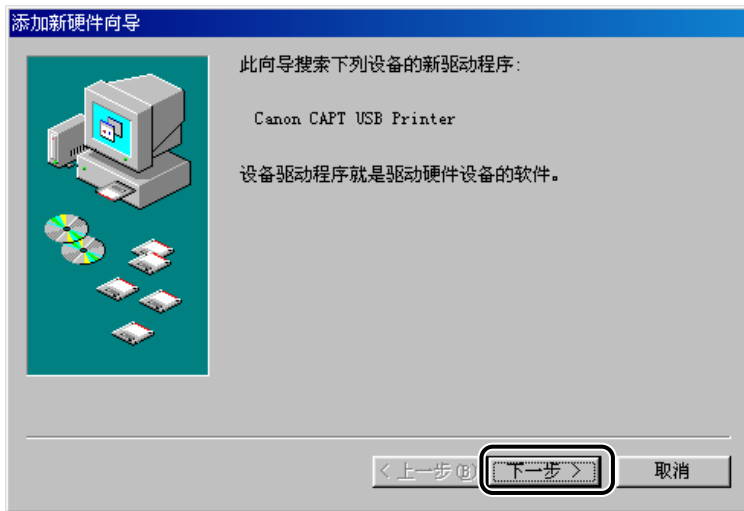 添加新硬件向导
此向导搜索下列设备的新驱动程序:
Canon CAPT USB Printer
设备驱动程序就是驱动硬件设备的软件。
< 上一步(B) 下一步 > 取消